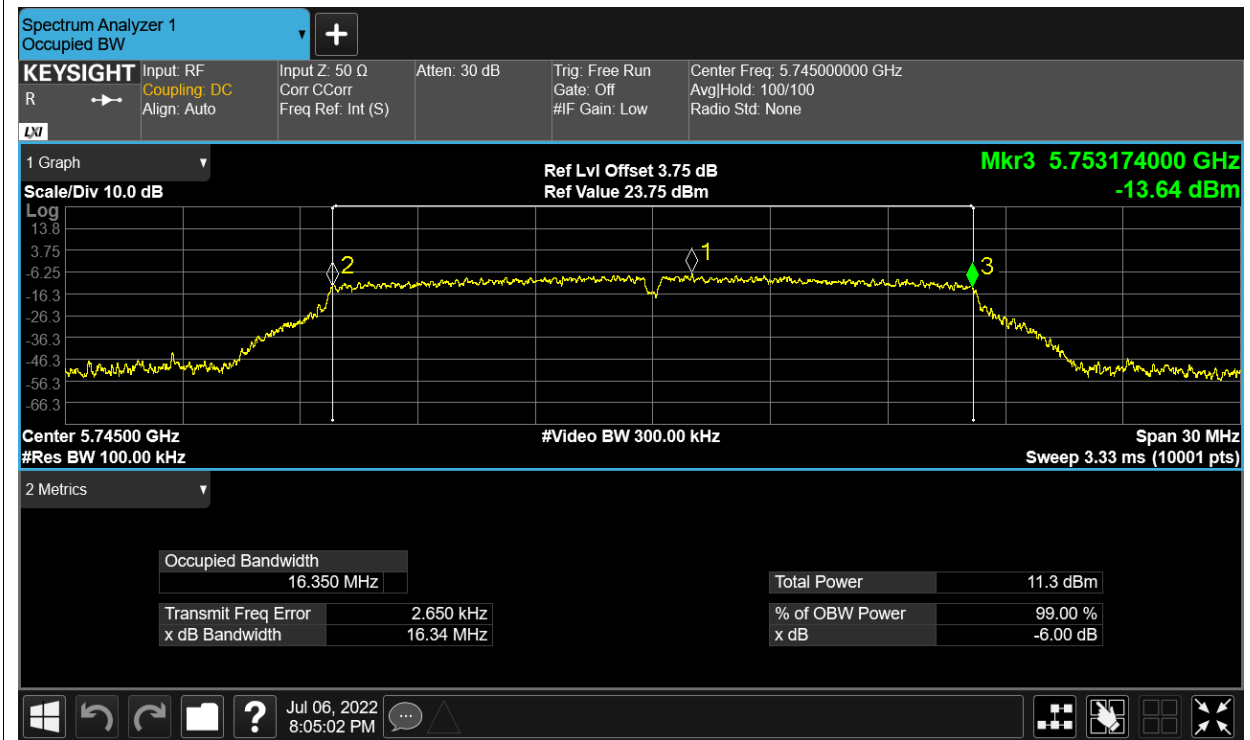 Spectrum Analyzer 1
Occupied BW
KEYSIGHT
R
LXI
Input: RF
Coupling: DC
Align: Auto
Input Z: 50 Ω
Corr CCorr
Freq Ref: Int (S)
Atten: 30 dB
Trig: Free Run
Gate: Off
#IF Gain: Low
Center Freq: 5.745000000 GHz
Avg|Hold: 100/100
Radio Std: None
1 Graph
Scale/Div 10.0 dB
Ref Lvl Offset 3.75 dB
Ref Value 23.75 dBm
Mkr3 5.753174000 GHz
-13.64 dBm
Log
13.8
3.75
-6.25
-16.3
-26.3
-36.3
-46.3
-56.3
-66.3
2
1
3
Center 5.74500 GHz
#Video BW 300.00 kHz
Span 30 MHz
#Res BW 100.00 kHz
Sweep 3.33 ms (10001 pts)
2 Metrics
Occupied Bandwidth
16.350 MHz
Total Power 11.3 dBm
Transmit Freq Error 2.650 kHz
% of OBW Power 99.00 %
x dB Bandwidth 16.34 MHz
x dB -6.00 dB
?
Jul 06, 2022
8:05:02 PM